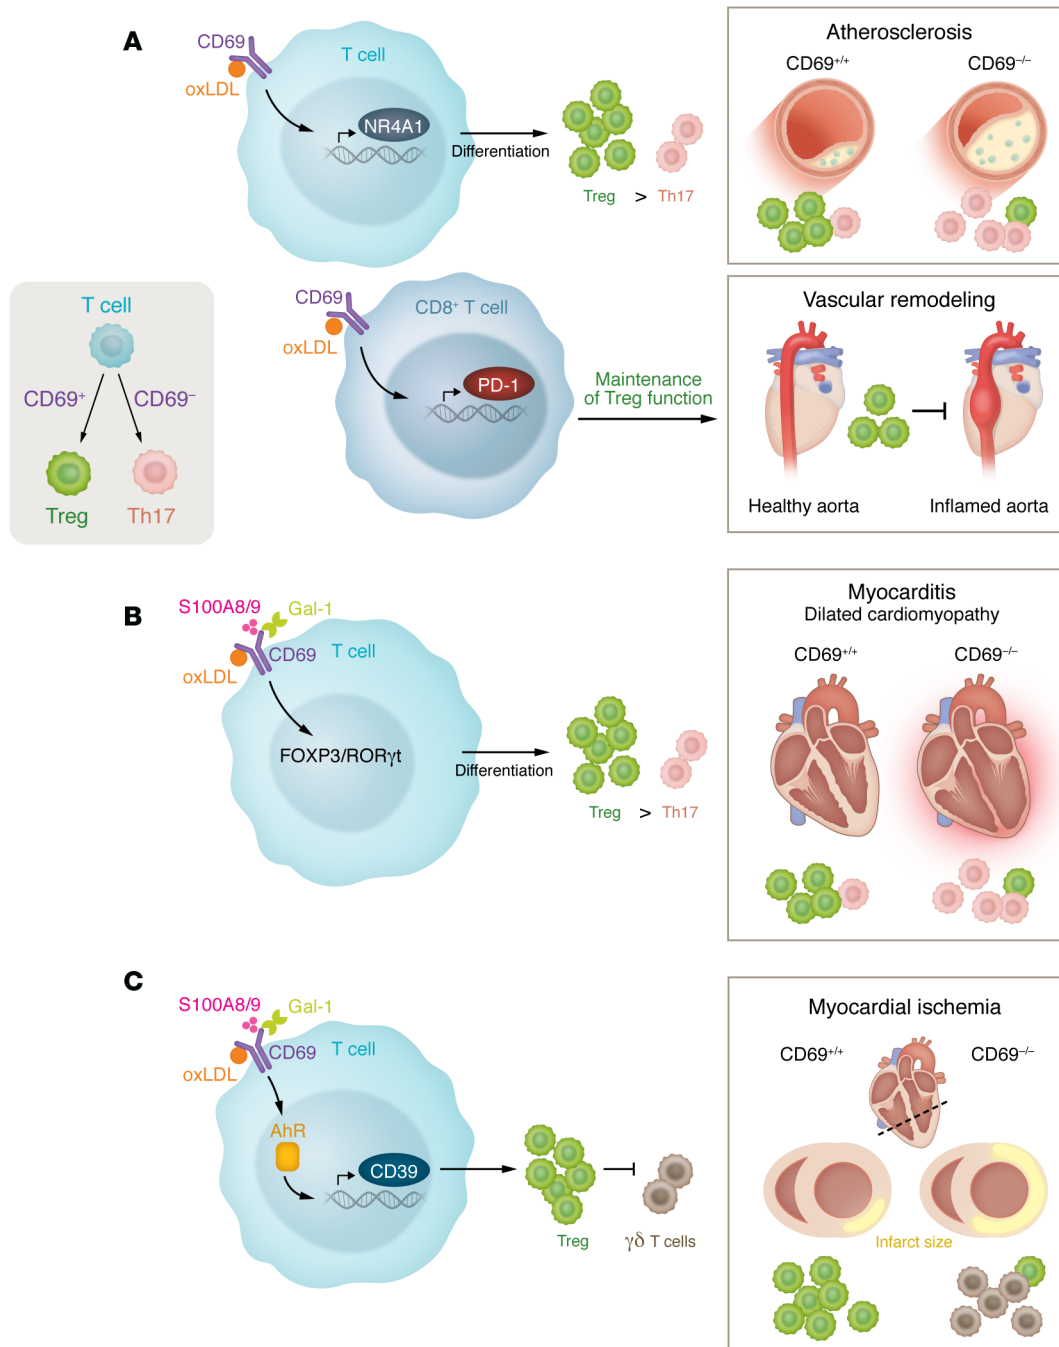 A
CD69
oxLDL
T cell
NR4A1
Differentiation
Treg > Th17
Atherosclerosis
CD69+/+
CD69–/–
T cell
CD69+
CD69–
Treg
Th17
CD69
oxLDL
CD8+ T cell
PD-1
Maintenance
of Treg function
Vascular remodeling
Healthy aorta
Inflamed aorta
B
S100A8/9
Gal-1
CD69
oxLDL
T cell
FOXP3/RORγt
Differentiation
Treg > Th17
Myocarditis
Dilated cardiomyopathy
CD69+/+
CD69–/–
C
S100A8/9
Gal-1
CD69
oxLDL
T cell
AhR
CD39
Treg
γδ T cells
Myocardial ischemia
CD69+/+
CD69–/–
Infarct size